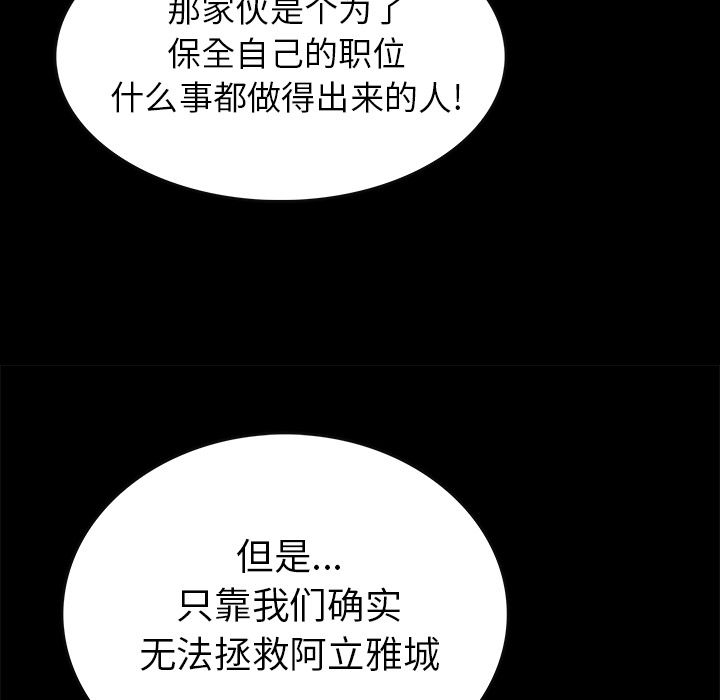 那家伙是个为了
保全自己的职位
什么事都做得出来的人!
但是...
只靠我们确实
无法拯救阿立雅城